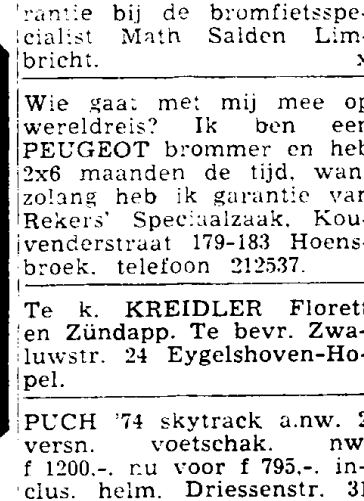 rantie bij de bromfietsspe-
cialist Math Salden Lim-
bricht. x
Wie gaat met mij mee op
wereldreis? Ik ben een
PEUGEOT brommer en heb
2x6 maanden de tijd, want
zolang heb ik garantie van
Rekers' Speciaalzaak, Kou-
venderstraat 179-183 Hoens-
broek. telefoon 212537.
Te k. KREIDLER Florett
en Zündapp. Te bevr. Zwa-
luwstr. 24 Eygelshoven-Ho-
pel.
PUCH '74 skytrack a.nw. 2
versn. voetschak. nw.
f 1200.-. nu voor f 795,-. in-
clus. helm. Driessenstr. 31